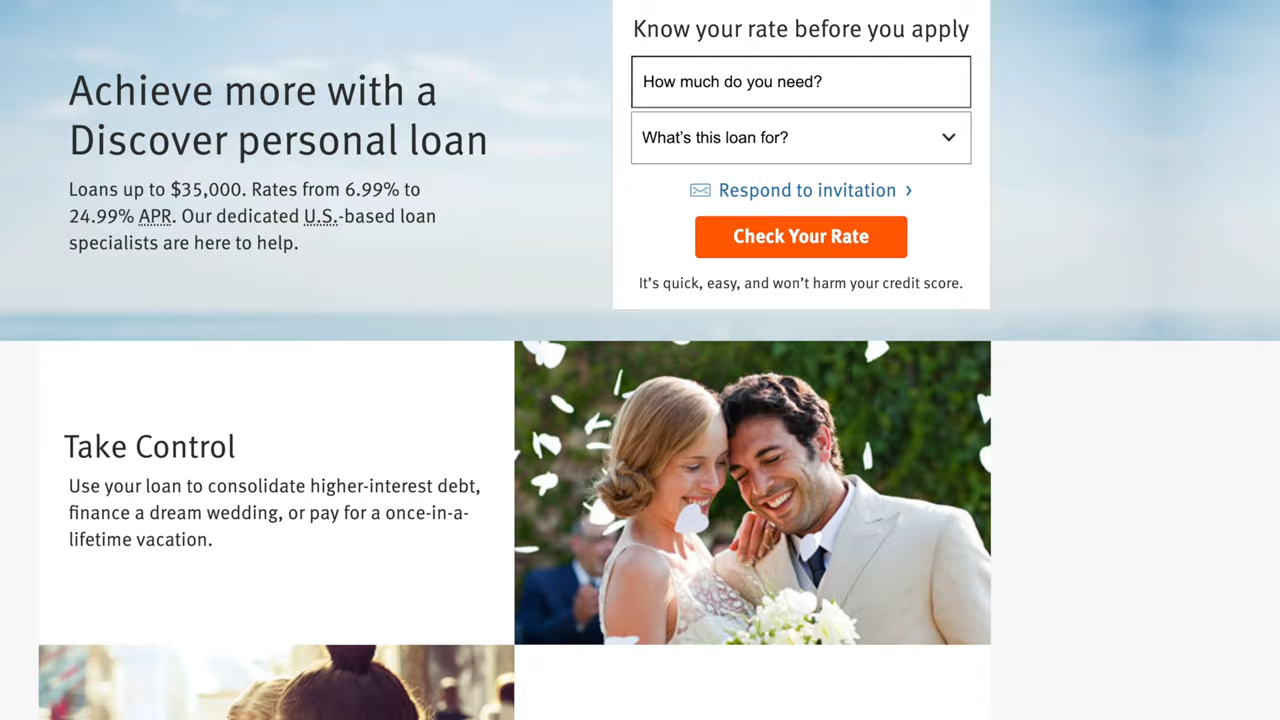 Achieve more with a
Discover personal loan
Loans up to $35,000. Rates from 6.99% to
24.99% APR. Our dedicated U.S.-based loan
specialists are here to help.
Know your rate before you apply
How much do you need?
What's this loan for?
Respond to invitation ›
Check Your Rate
It’s quick, easy, and won’t harm your credit score.
Take Control
Use your loan to consolidate higher-interest debt,
finance a dream wedding, or pay for a once-in-a-
lifetime vacation.